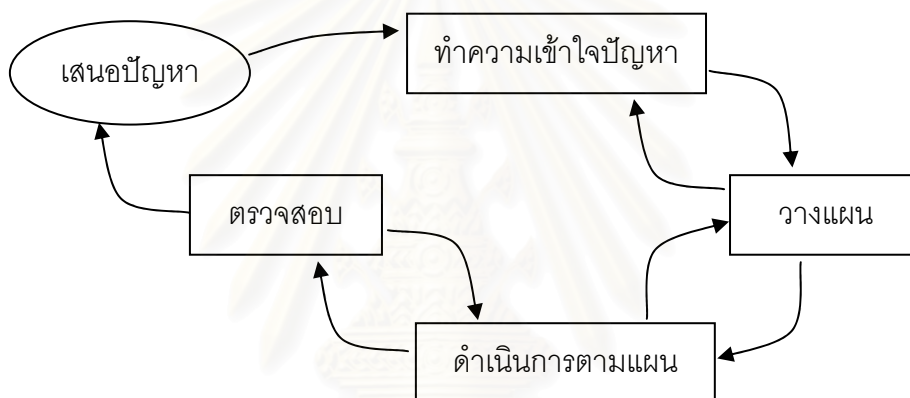 เสนอปัญหา
ทำความเข้าใจปัญหา
วางแผน
ตรวจสอบ
ดำเนินการตามแผน